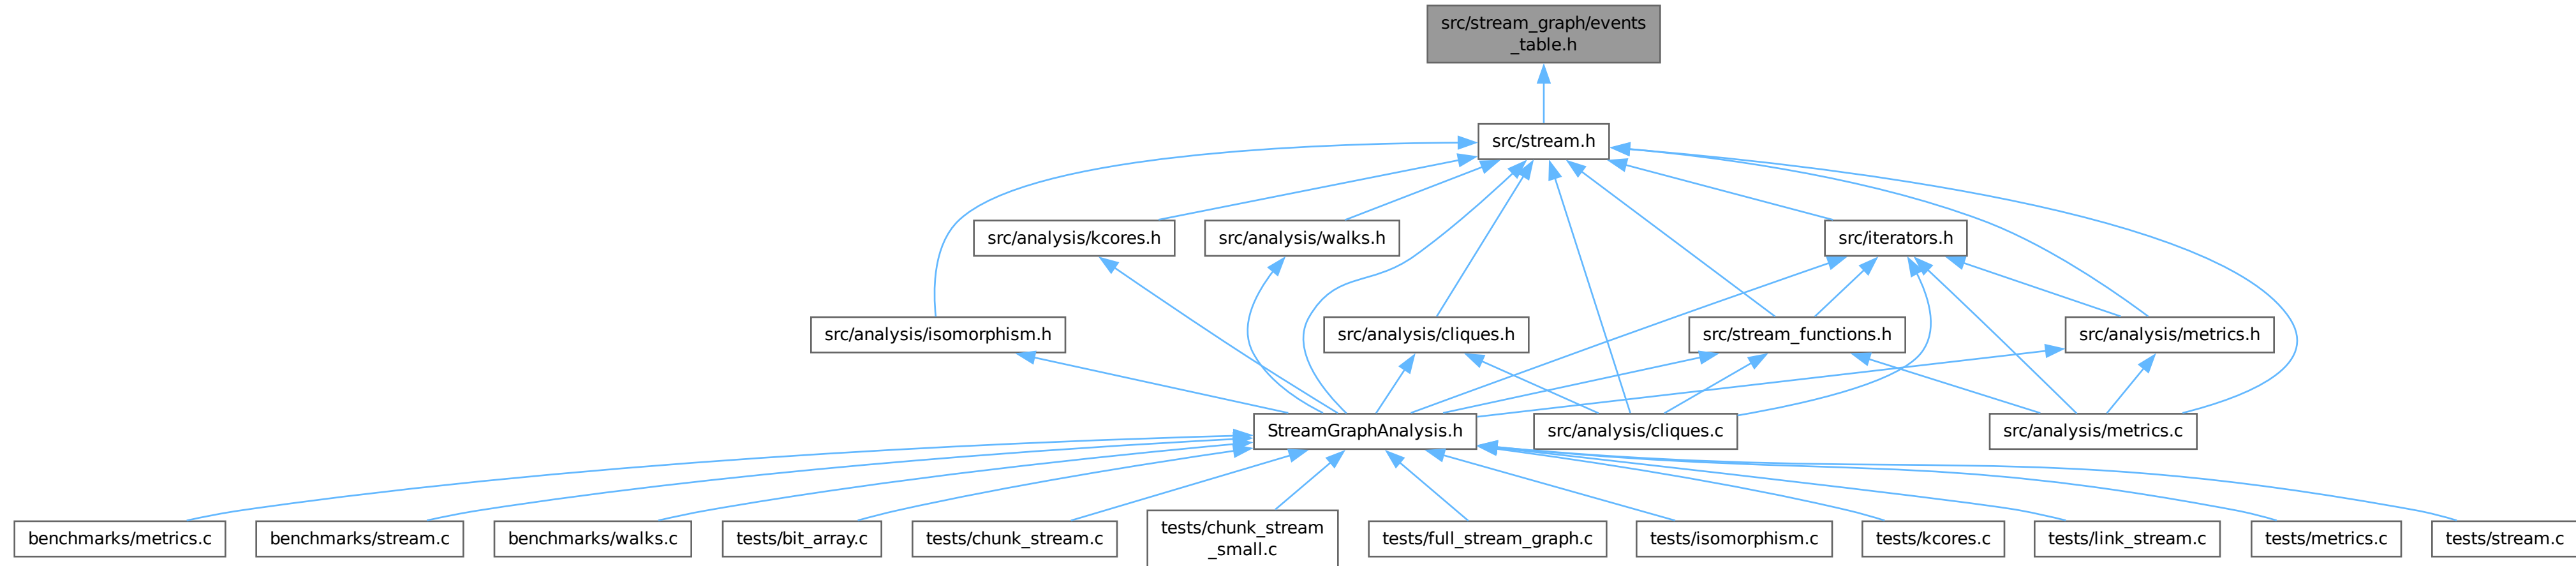 src/stream_graph/events
_table.h
src/stream.h
src/analysis/kcores.h
src/analysis/walks.h
src/iterators.h
src/analysis/isomorphism.h
src/analysis/cliques.h
src/stream_functions.h
src/analysis/metrics.h
StreamGraphAnalysis.h
src/analysis/cliques.c
src/analysis/metrics.c
benchmarks/metrics.c
benchmarks/stream.c
benchmarks/walks.c
tests/bit_array.c
tests/chunk_stream.c
tests/chunk_stream
_small.c
tests/full_stream_graph.c
tests/isomorphism.c
tests/kcores.c
tests/link_stream.c
tests/metrics.c
tests/stream.c